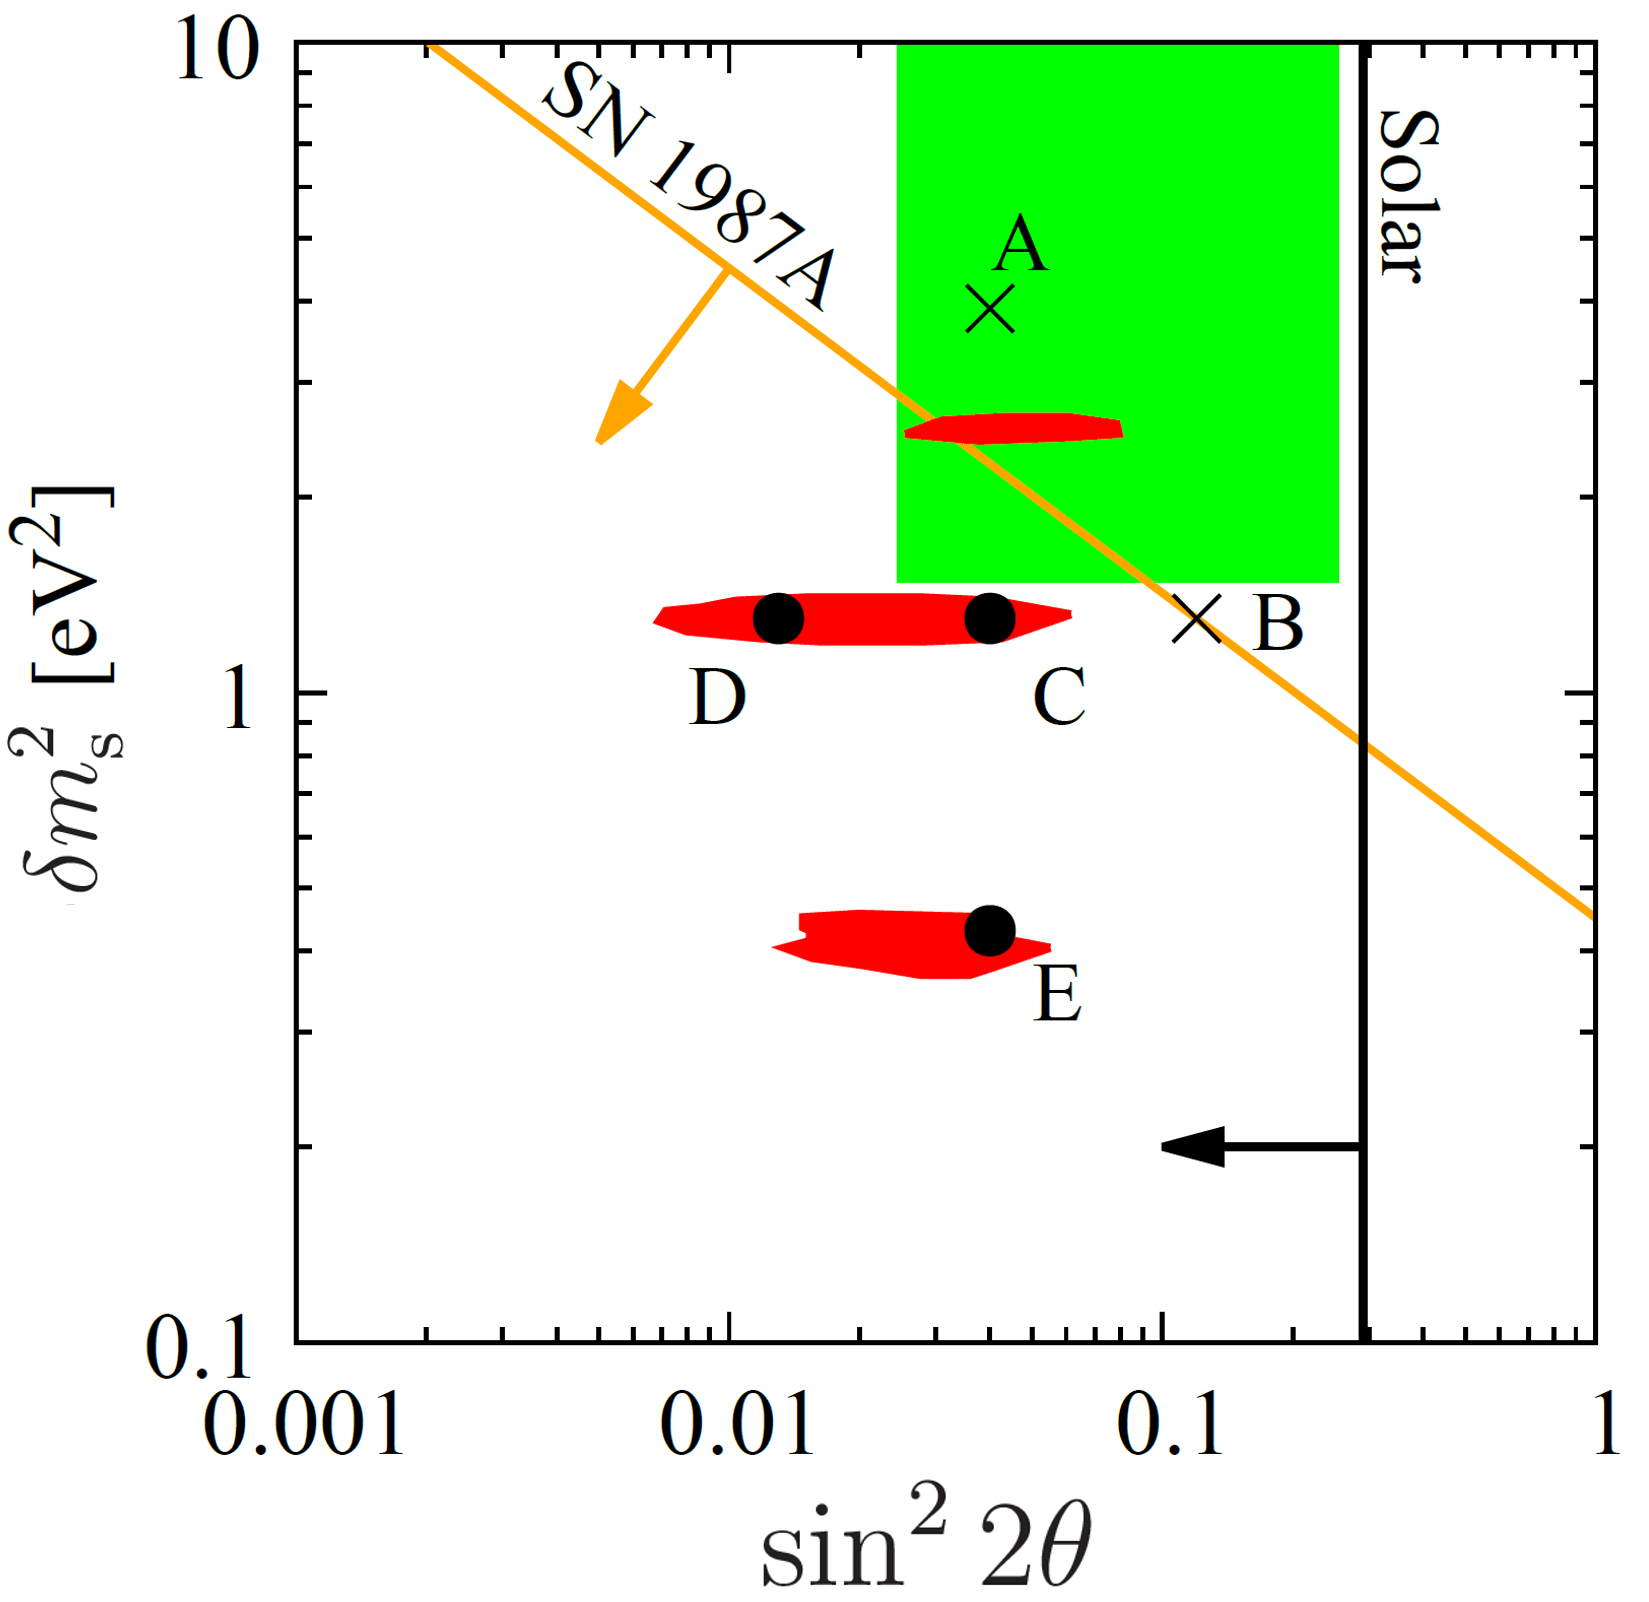 10
SN 1987A
Solar
A
B
D
C
1
E
0.1
0.001
0.01
0.1
1
δm²ₛ [eV²]
sin² 2θ